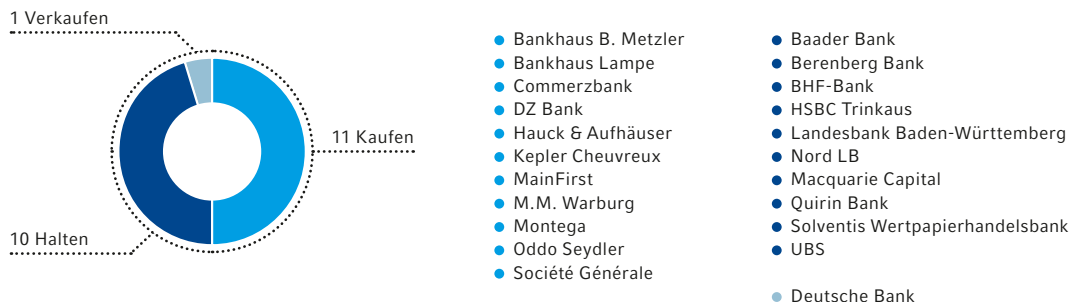 1 Verkaufen
11 Kaufen
10 Halten
Bankhaus B. Metzler
Bankhaus Lampe
Commerzbank
DZ Bank
Hauck & Aufhäuser
Kepler Cheuvreux
MainFirst
M.M. Warburg
Montega
Oddo Seydler
Société Générale
Baader Bank
Berenberg Bank
BHF-Bank
HSBC Trinkaus
Landesbank Baden-Württemberg
Nord LB
Macquarie Capital
Quirin Bank
Solventis Wertpapierhandelsbank
UBS
Deutsche Bank